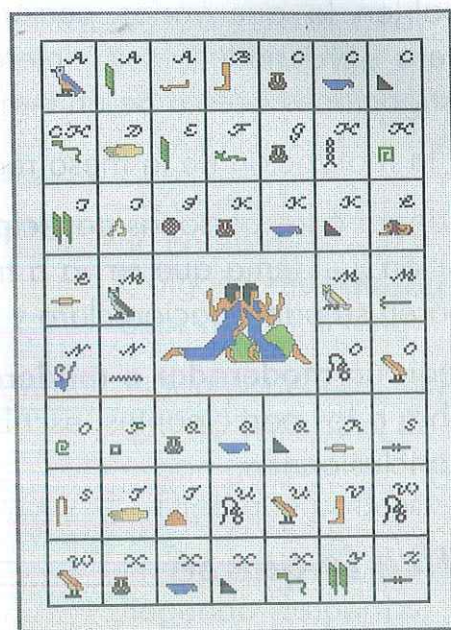 A A A B C C C
CH D E F G H H
I J K K K L
L M M M
N N O O
O P Q Q Q R S
S T T U U V W
W X X X X Y Z